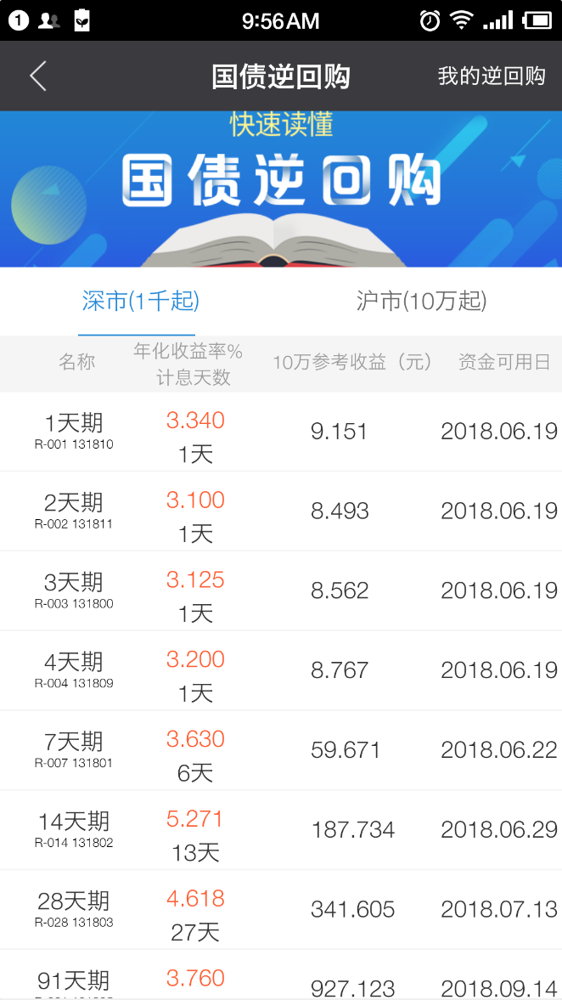 1
9:56AM
国债逆回购 我的逆回购
快速读懂
国债逆回购
深市(1千起) 沪市(10万起)
名称 年化收益率% 计息天数 10万参考收益（元） 资金可用日
1天期 3.340 9.151 2018.06.19
R-001 131810 1天
2天期 3.100 8.493 2018.06.19
R-002 131811 1天
3天期 3.125 8.562 2018.06.19
R-003 131800 1天
4天期 3.200 8.767 2018.06.19
R-004 131809 1天
7天期 3.630 59.671 2018.06.22
R-007 131801 6天
14天期 5.271 187.734 2018.06.29
R-014 131802 13天
28天期 4.618 341.605 2018.07.13
R-028 131803 27天
91天期 3.760 927.123 2018.09.14